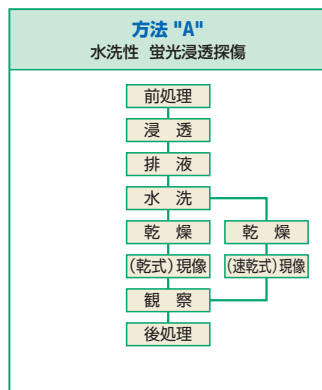 方法 "A"
水洗性 蛍光浸透探傷
前処理
浸 透
排 液
水 洗
乾 燥
乾 燥
(乾式)現像
(速乾式)現像
観 察
後処理